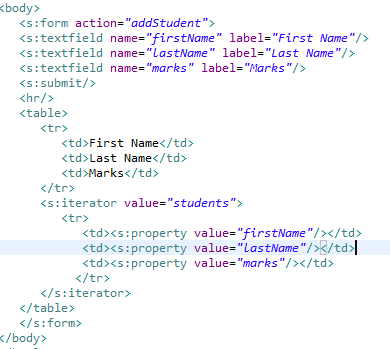 <body>
<s:form action="addStudent">
<s:textfield name="firstName" label="First Name"/>
<s:textfield name="lastName" label="Last Name"/>
<s:textfield name="marks" label="Marks"/>
<s:submit/>
<hr/>
<table>
<tr>
<td>First Name</td>
<td>Last Name</td>
<td>Marks</td>
</tr>
<s:iterator value="students">
<tr>
<td><s:property value="firstName"/></td>
<td><s:property value="lastName"/></td>
<td><s:property value="marks"/></td>
</tr>
</s:iterator>
</table>
</s:form>
</body>